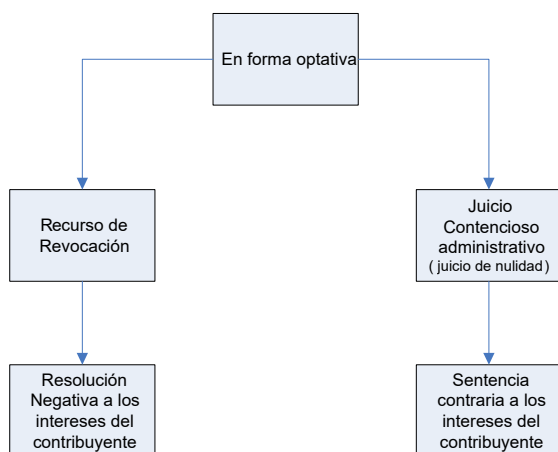 En forma optativa
Recurso de
Revocación
Juicio
Contencioso
administrativo
( juicio de nulidad )
Resolución
Negativa a los
intereses del
contribuyente
Sentencia
contraria a los
intereses del
contribuyente